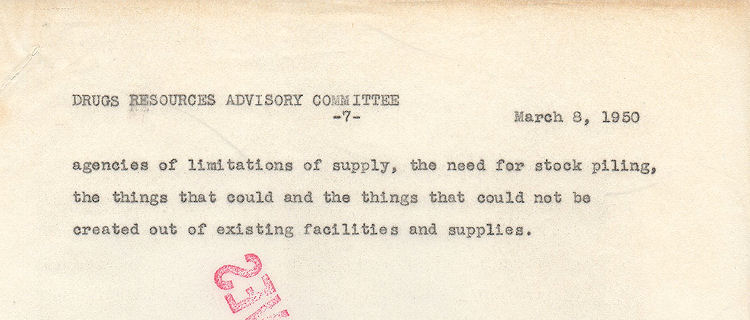 DRUGS RESOURCES ADVISORY COMMITTEE
-7-
March 8, 1950
agencies of limitations of supply, the need for stock piling,
the things that could and the things that could not be
created out of existing facilities and supplies.